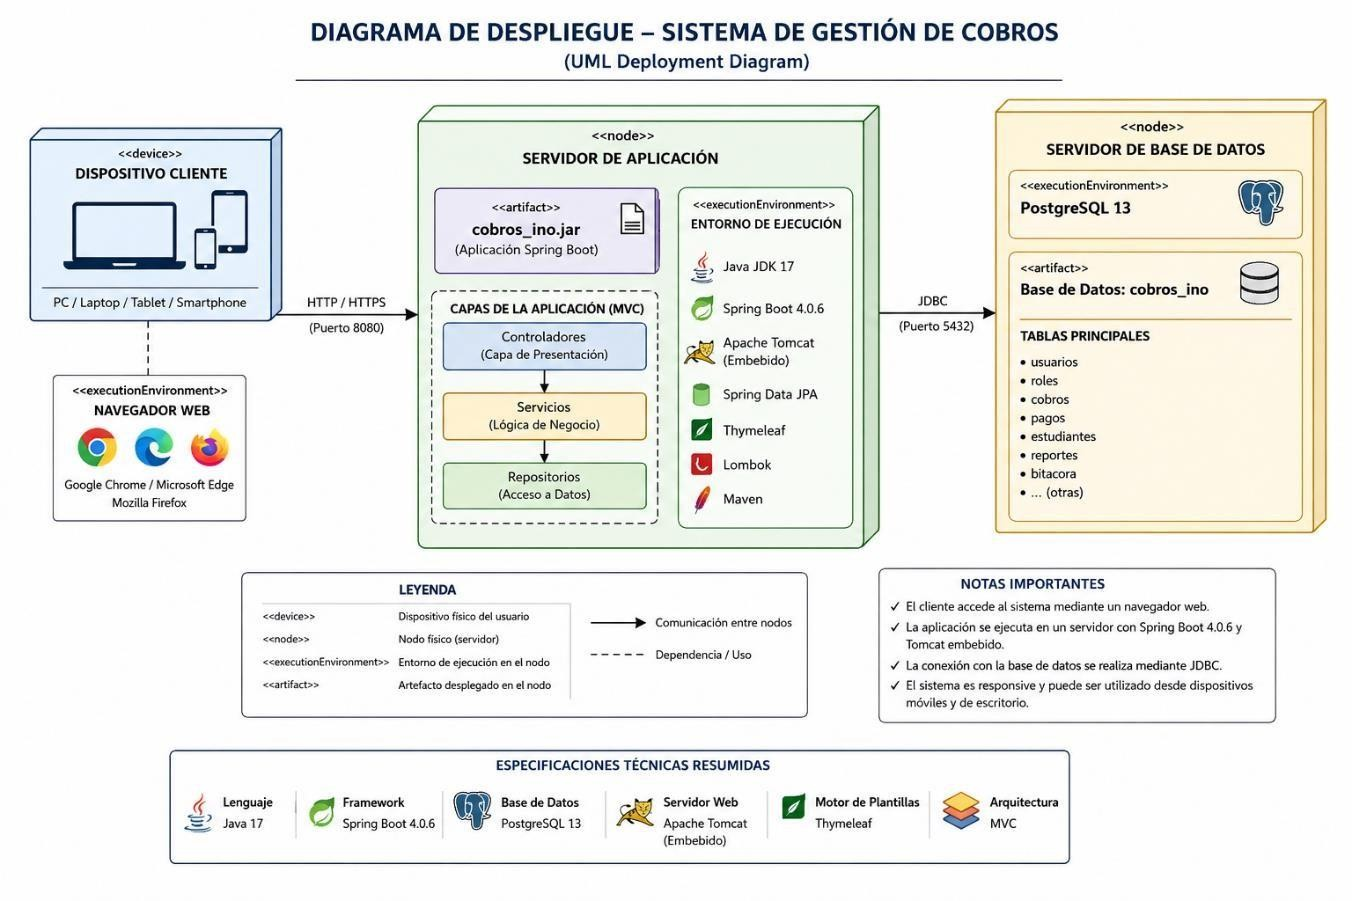 DIAGRAMA DE DESPLIEGUE – SISTEMA DE GESTIÓN DE COBROS
(UML Deployment Diagram)
<<device>>
DISPOSITIVO CLIENTE
PC / Laptop / Tablet / Smartphone
<<executionEnvironment>>
NAVEGADOR WEB
Google Chrome / Microsoft Edge
Mozilla Firefox
HTTP / HTTPS
(Puerto 8080)
<<node>>
SERVIDOR DE APLICACIÓN
<<artifact>>
cobros_ino.jar
(Aplicación Spring Boot)
CAPAS DE LA APLICACIÓN (MVC)
Controladores
(Capa de Presentación)
Servicios
(Lógica de Negocio)
Repositorios
(Acceso a Datos)
<<executionEnvironment>>
ENTORNO DE EJECUCIÓN
Java JDK 17
Spring Boot 4.0.6
Apache Tomcat
(Embebido)
Spring Data JPA
Thymeleaf
Lombok
Maven
JDBC
(Puerto 5432)
<<node>>
SERVIDOR DE BASE DE DATOS
<<executionEnvironment>>
PostgreSQL 13
<<artifact>>
Base de Datos: cobros_ino
TABLAS PRINCIPALES
• usuarios
• roles
• cobros
• pagos
• estudiantes
• reportes
• bitacora
• ... (otras)
LEYENDA
<<device>> Dispositivo físico del usuario
<<node>> Nodo físico (servidor)
<<executionEnvironment>> Entorno de ejecución en el nodo
<<artifact>> Artefacto desplegado en el nodo
Comunicación entre nodos
Dependencia / Uso
NOTAS IMPORTANTES
✓ El cliente accede al sistema mediante un navegador web.
✓ La aplicación se ejecuta en un servidor con Spring Boot 4.0.6 y
Tomcat embebido.
✓ La conexión con la base de datos se realiza mediante JDBC.
✓ El sistema es responsive y puede ser utilizado desde dispositivos
móviles y de escritorio.
ESPECIFICACIONES TÉCNICAS RESUMIDAS
Lenguaje
Java 17
Framework
Spring Boot 4.0.6
Base de Datos
PostgreSQL 13
Servidor Web
Apache Tomcat
(Embebido)
Motor de Plantillas
Thymeleaf
Arquitectura
MVC